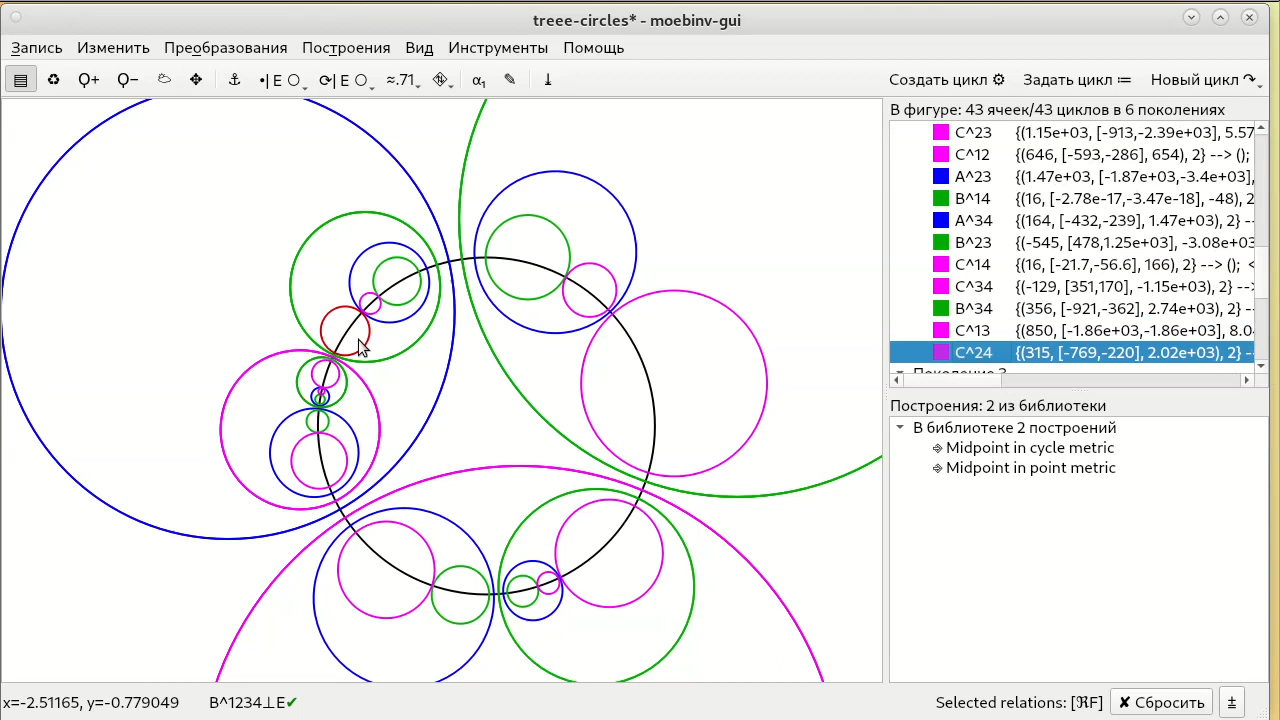 treee-circles* - moebinv-gui
Запись Изменить Преобразования Построения Вид Инструменты Помощь
•| E ○ ⟳| E ○ ≈.71 α₁ Создать цикл Задать цикл Новый цикл
В фигуре: 43 ячеек/43 циклов в 6 поколениях
C^23 {(1.15e+03, [-913,-2.39e+03], 5.57
C^12 {(646, [-593,-286], 654), 2} --> ();
A^23 {(1.47e+03, [-1.87e+03,-3.4e+03],
B^14 {(16, [-2.78e-17,-3.47e-18], -48), 2
A^34 {(164, [-432,-239], 1.47e+03), 2} --
B^23 {(-545, [478,1.25e+03], -3.08e+03
C^14 {(16, [-21.7,-56.6], 166), 2} --> (); <
C^34 {(-129, [351,170], -1.15e+03), 2} -->
B^34 {(356, [-921,-362], 2.74e+03), 2} --
C^13 {(850, [-1.86e+03,-1.86e+03], 8.0
C^24 {(315, [-769,-220], 2.02e+03), 2} --
Построения: 2 из библиотеки
В библиотеке 2 построений
Midpoint in cycle metric
Midpoint in point metric
x=-2.51165, y=-0.779049 B^1234⊥E✔ Selected relations: [ℜF] ✘ Сбросить ±